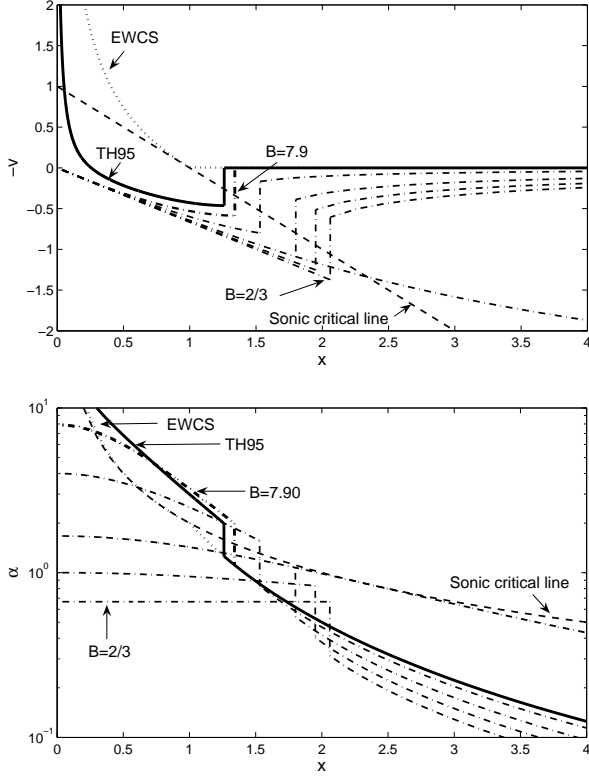 2
1.5
1
0.5
0
−0.5
−1
−1.5
−2
−v
EWCS
TH95
B=7.9
B=2/3
Sonic critical line
0 0.5 1 1.5 2 2.5 3 3.5 4
x
10^1
10^0
10^−1
α
EWCS
TH95
B=7.90
Sonic critical line
B=2/3
0 0.5 1 1.5 2 2.5 3 3.5 4
x